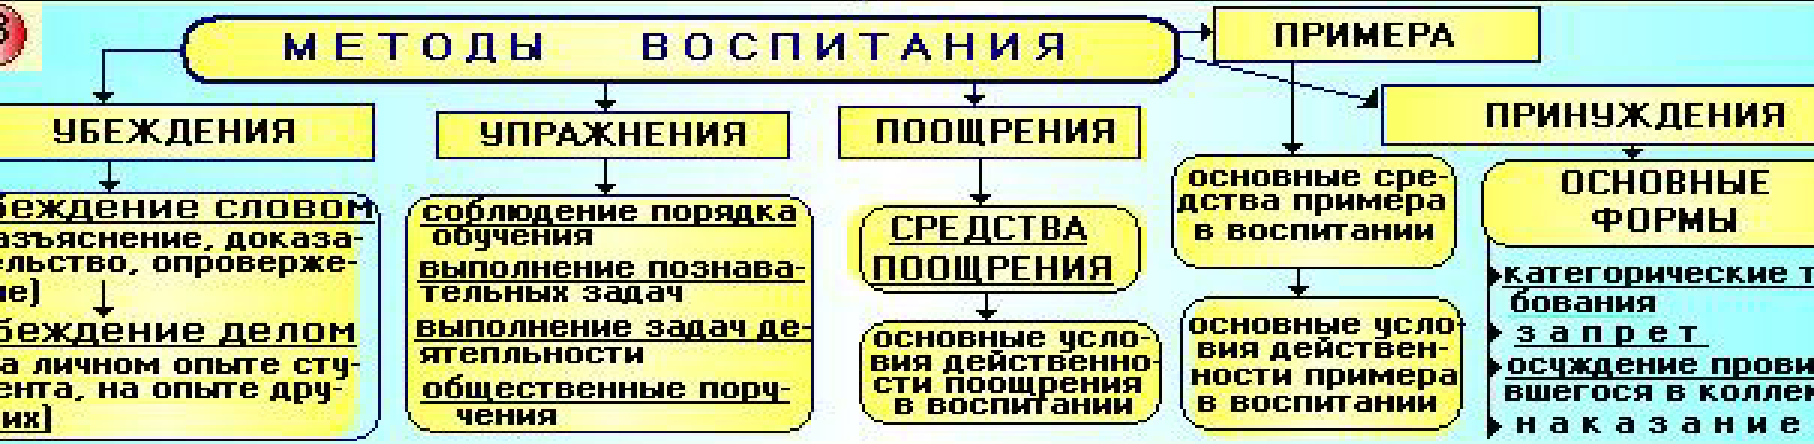 МЕТОДЫ ВОСПИТАНИЯ
ПРИМЕРА
ПРИНУЖДЕНИЯ
УБЕЖДЕНИЯ
УПРАЖНЕНИЯ
ПООЩРЕНИЯ
беждение словом
азъяснение, доказа-
ельство, опроверже-
ие)
беждение делом
а личном опыте сту-
ента, на опыте дру-
их]
соблюдение порядка
обучения
выполнение познава-
тельных задач
выполнение задач де-
ятепльности
общественные пору-
чения
СРЕДСТВА
ПООЩРЕНИЯ
основные усло-
вия действенно-
сти поощрения
в воспитании
основные сре-
дства примера
в воспитании
основные усло-
вия действен-
ности примера
в воспитании
ОСНОВНЫЕ
ФОРМЫ
категорические т
бования
запрет
осуждение прови
вшегося в коллек
наказание